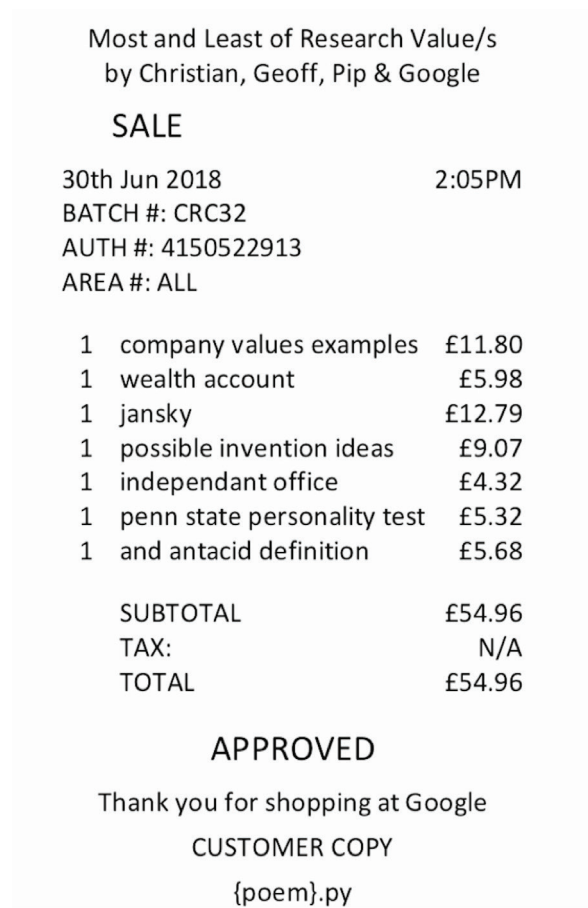 Most and Least of Research Value/s
by Christian, Geoff, Pip & Google
SALE
30th Jun 2018 2:05PM
BATCH #: CRC32
AUTH #: 4150522913
AREA #: ALL
1 company values examples £11.80
1 wealth account £5.98
1 jansky £12.79
1 possible invention ideas £9.07
1 independant office £4.32
1 penn state personality test £5.32
1 and antacid definition £5.68
SUBTOTAL £54.96
TAX: N/A
TOTAL £54.96
APPROVED
Thank you for shopping at Google
CUSTOMER COPY
{poem}.py